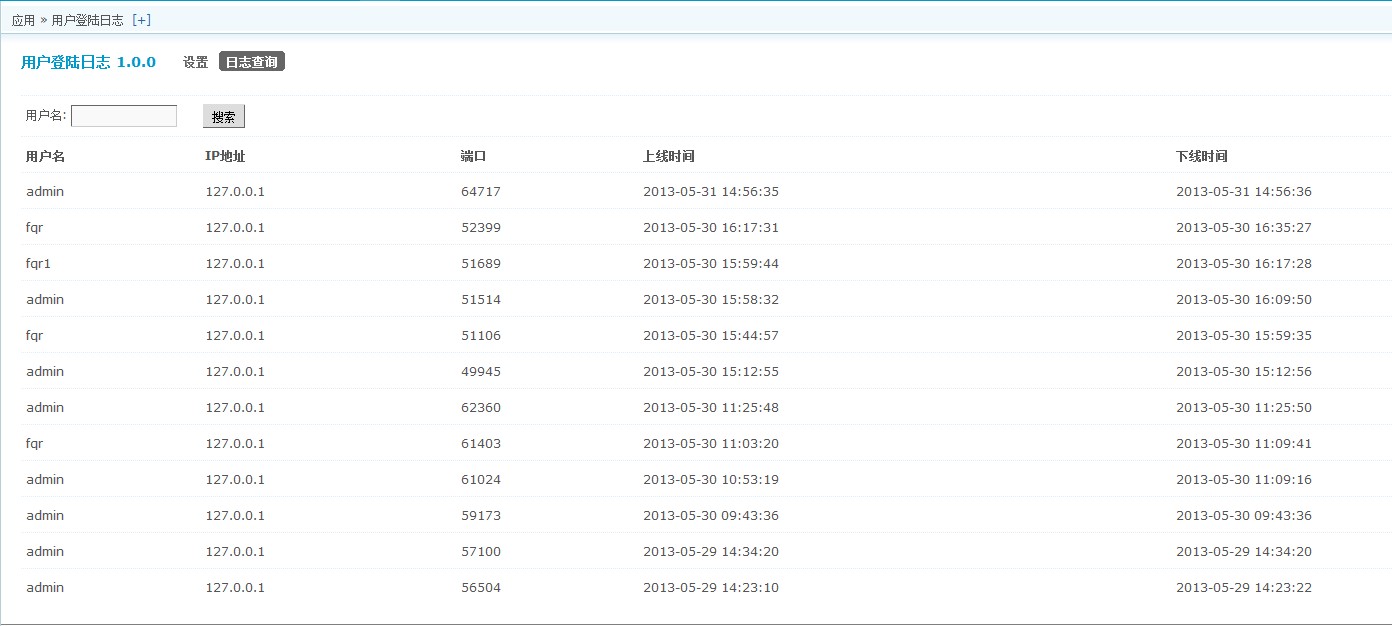 应用 » 用户登陆日志 [+]
用户登陆日志 1.0.0 设置 日志查询
用户名: 搜索
用户名 IP地址 端口 上线时间 下线时间
admin 127.0.0.1 64717 2013-05-31 14:56:35 2013-05-31 14:56:36
fqr 127.0.0.1 52399 2013-05-30 16:17:31 2013-05-30 16:35:27
fqr1 127.0.0.1 51689 2013-05-30 15:59:44 2013-05-30 16:17:28
admin 127.0.0.1 51514 2013-05-30 15:58:32 2013-05-30 16:09:50
fqr 127.0.0.1 51106 2013-05-30 15:44:57 2013-05-30 15:59:35
admin 127.0.0.1 49945 2013-05-30 15:12:55 2013-05-30 15:12:56
admin 127.0.0.1 62360 2013-05-30 11:25:48 2013-05-30 11:25:50
fqr 127.0.0.1 61403 2013-05-30 11:03:20 2013-05-30 11:09:41
admin 127.0.0.1 61024 2013-05-30 10:53:19 2013-05-30 11:09:16
admin 127.0.0.1 59173 2013-05-30 09:43:36 2013-05-30 09:43:36
admin 127.0.0.1 57100 2013-05-29 14:34:20 2013-05-29 14:34:20
admin 127.0.0.1 56504 2013-05-29 14:23:10 2013-05-29 14:23:22